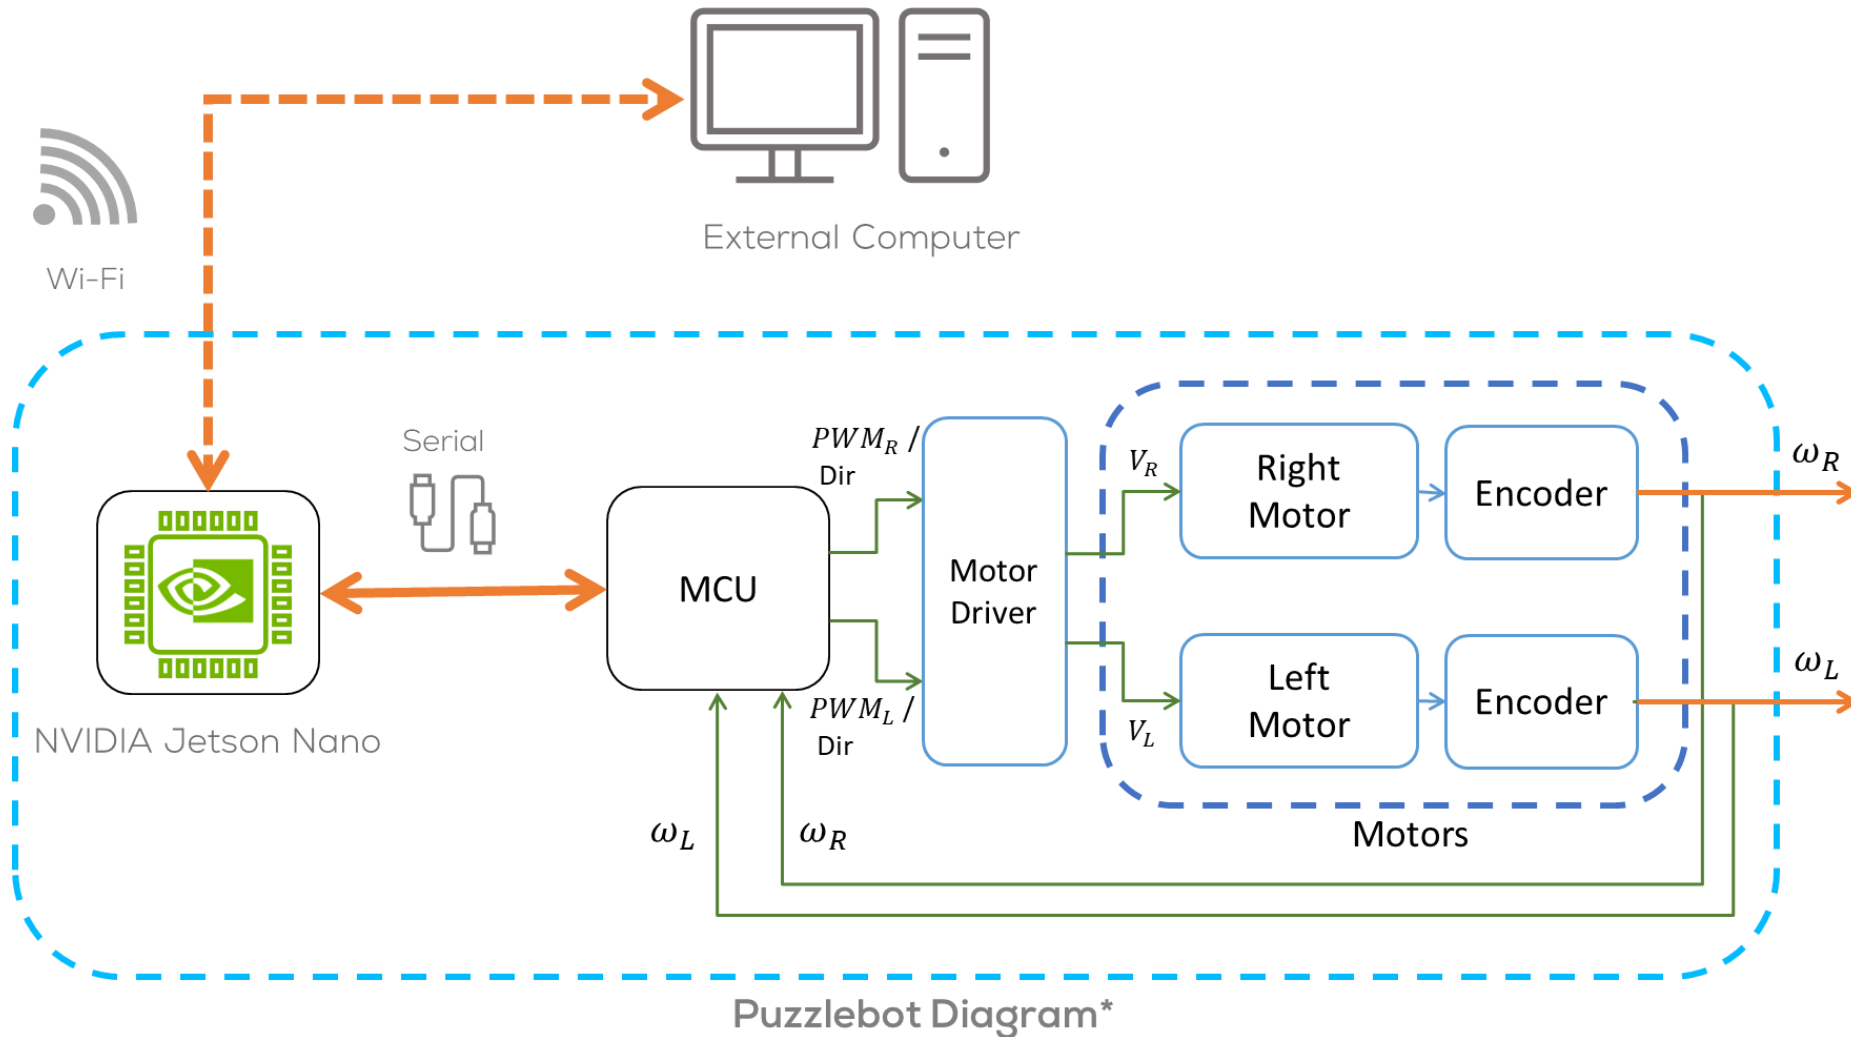 External Computer
Wi-Fi
Serial
NVIDIA Jetson Nano
MCU
PWM_R /
Dir
PWM_L /
Dir
Motor
Driver
V_R
V_L
Right
Motor
Encoder
Left
Motor
Encoder
Motors
ω_R
ω_L
ω_L
ω_R
Puzzlebot Diagram*